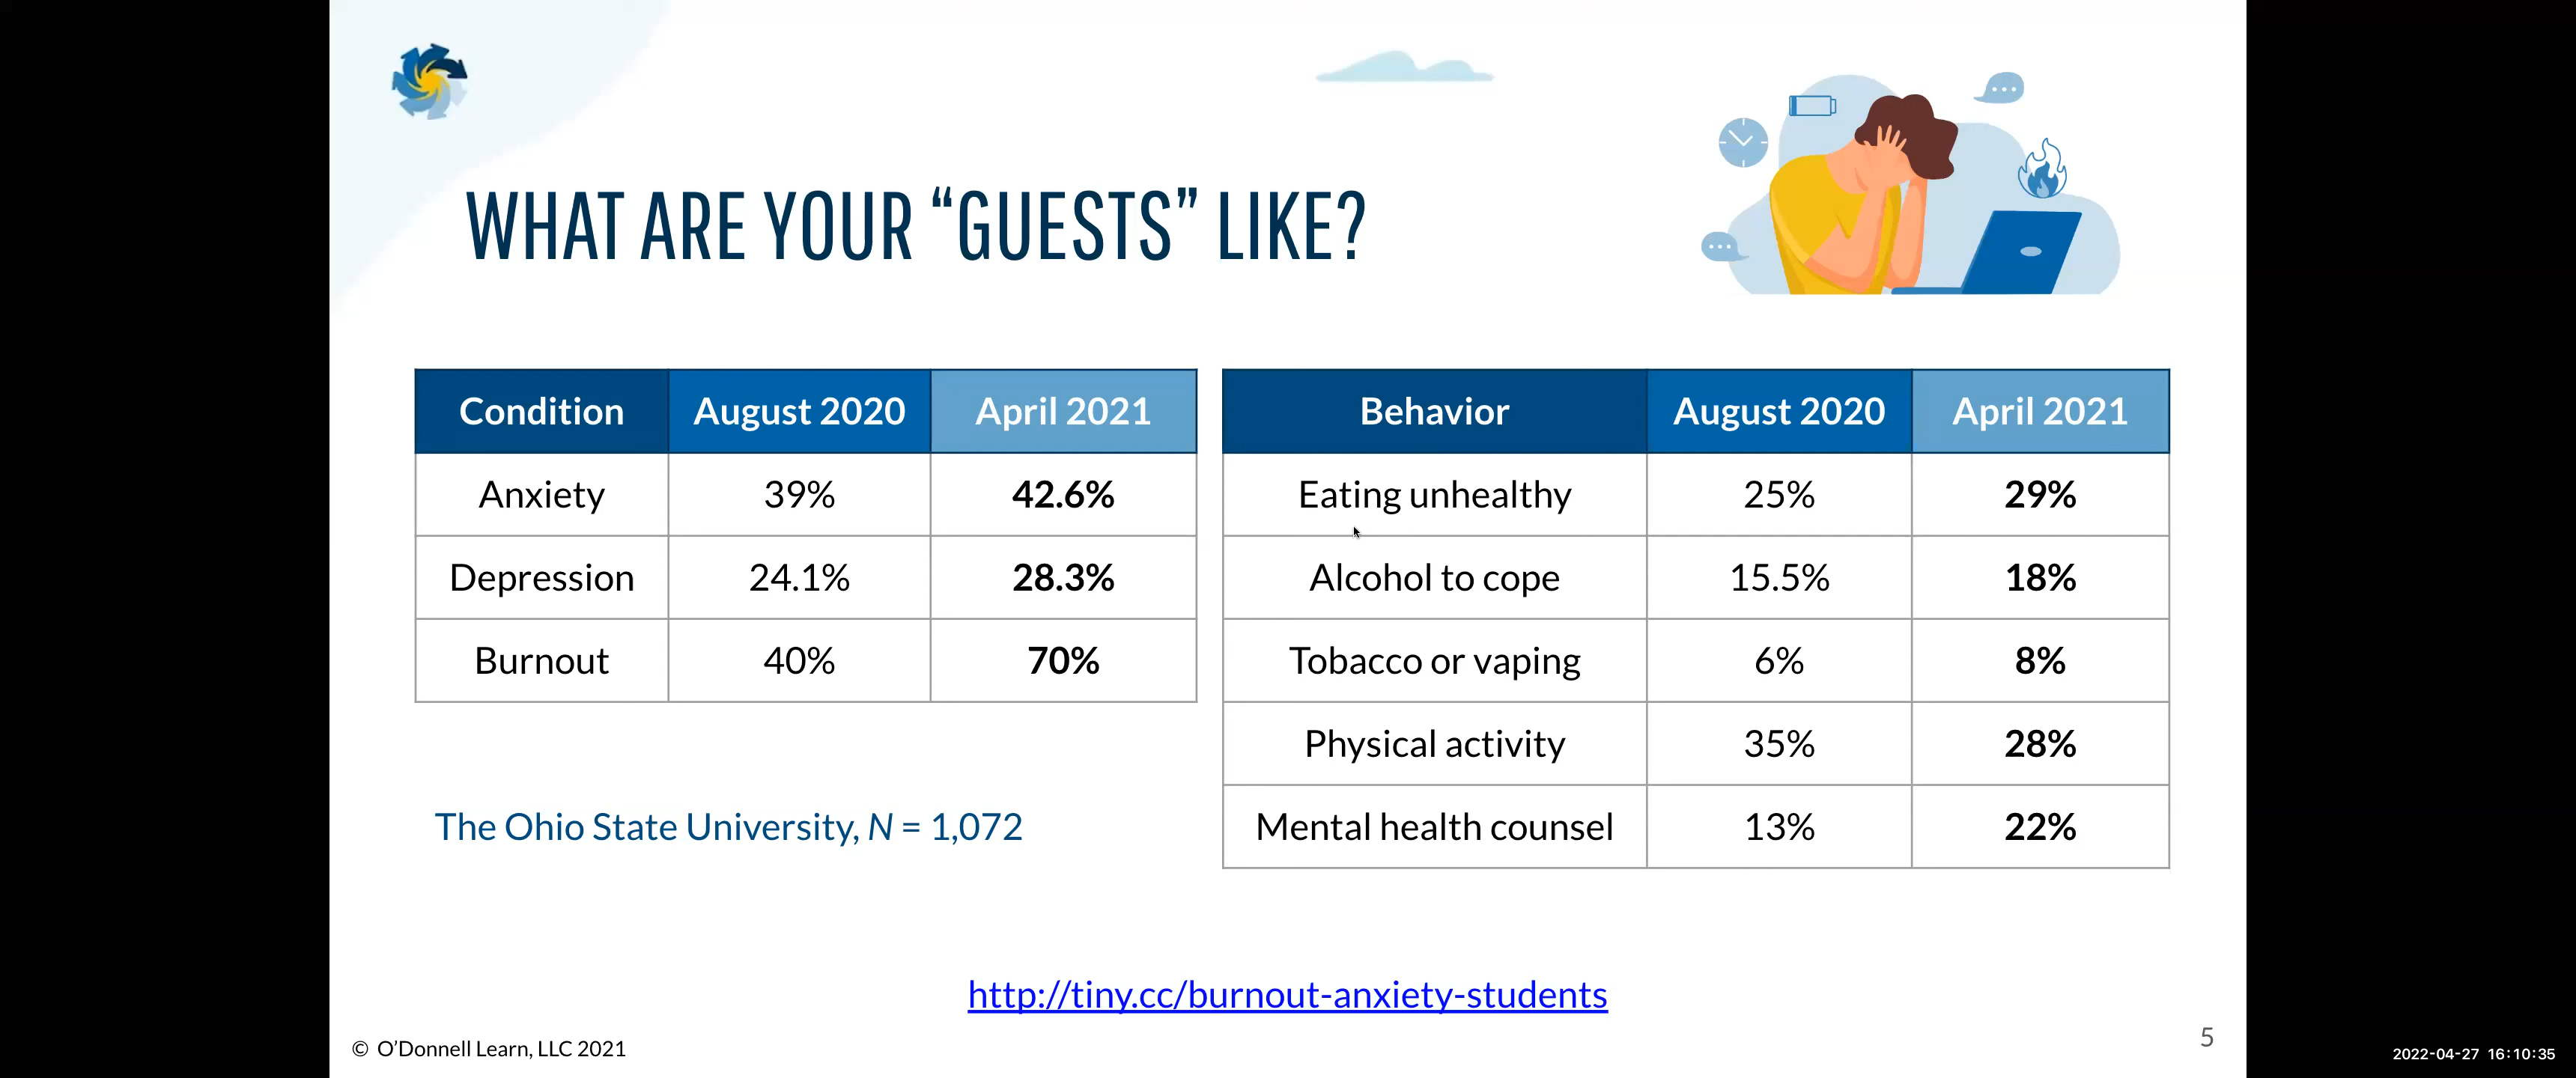 WHAT ARE YOUR “GUESTS” LIKE?
Condition August 2020 April 2021
Anxiety 39% 42.6%
Depression 24.1% 28.3%
Burnout 40% 70%
Behavior August 2020 April 2021
Eating unhealthy 25% 29%
Alcohol to cope 15.5% 18%
Tobacco or vaping 6% 8%
Physical activity 35% 28%
Mental health counsel 13% 22%
The Ohio State University, N = 1,072
http://tiny.cc/burnout-anxiety-students
© O’Donnell Learn, LLC 2021
5
2022-04-27 16:10:35